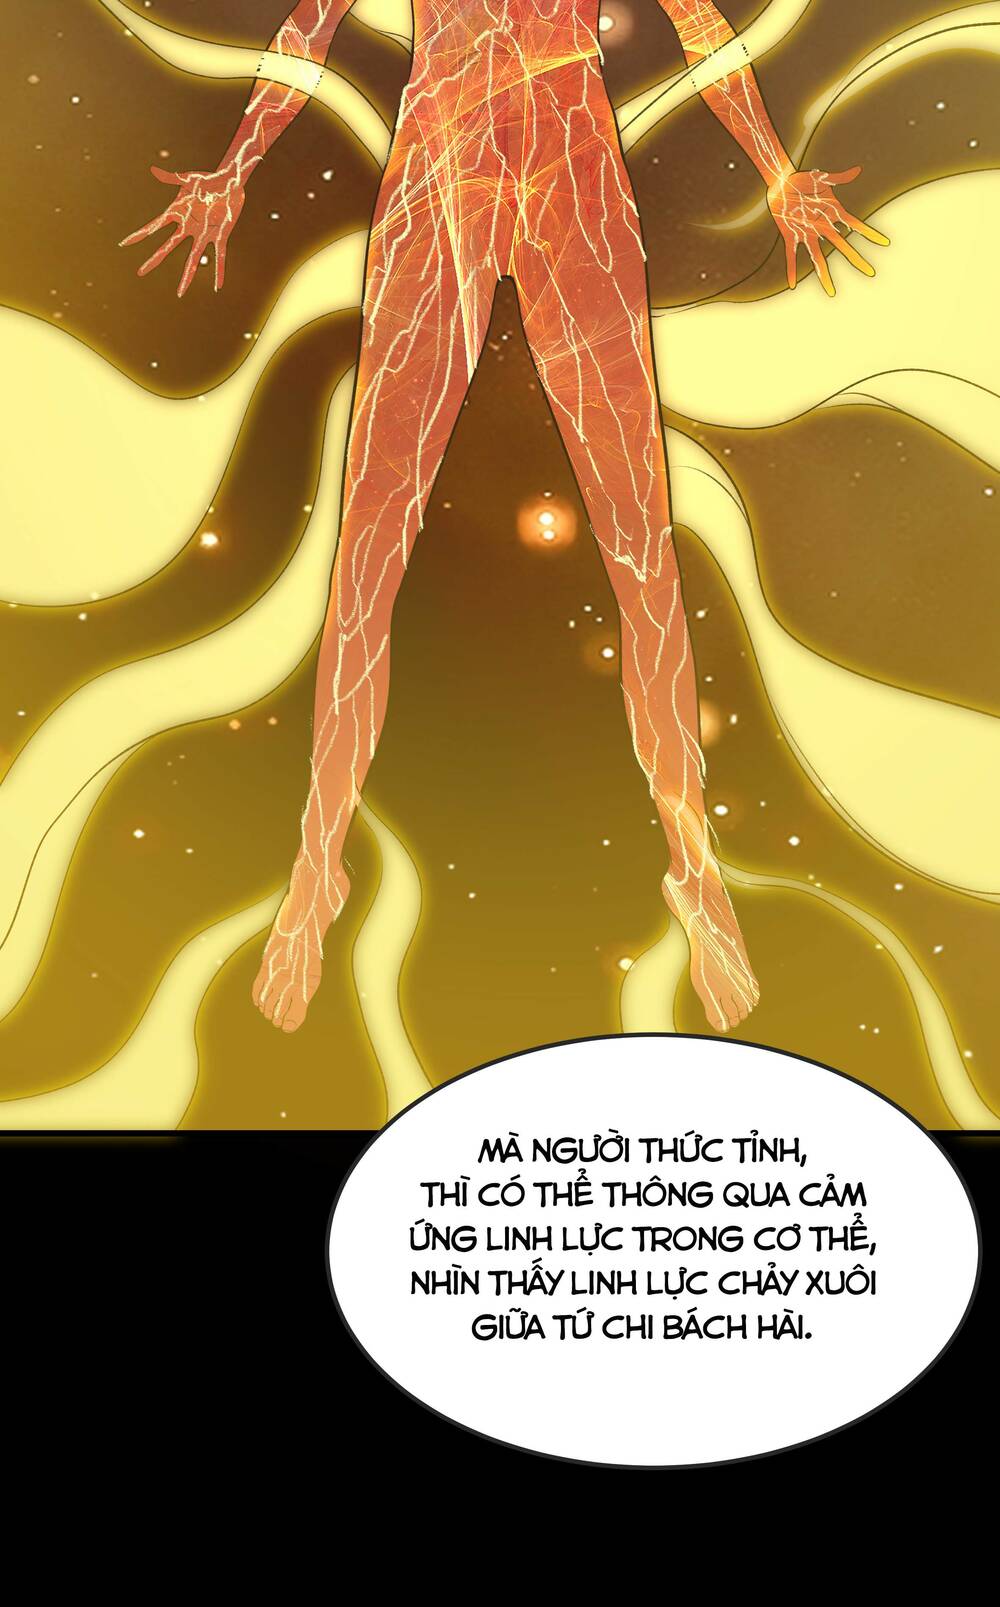 MÀ NGƯỜI THỨC TỈNH,
THÌ CÓ THỂ THÔNG QUA CẢM
ỨNG LINH LỰC TRONG CƠ THỂ,
NHÌN THẤY LINH LỰC CHẢY XUÔI
GIỮA TỨ CHI BÁCH HÀI.